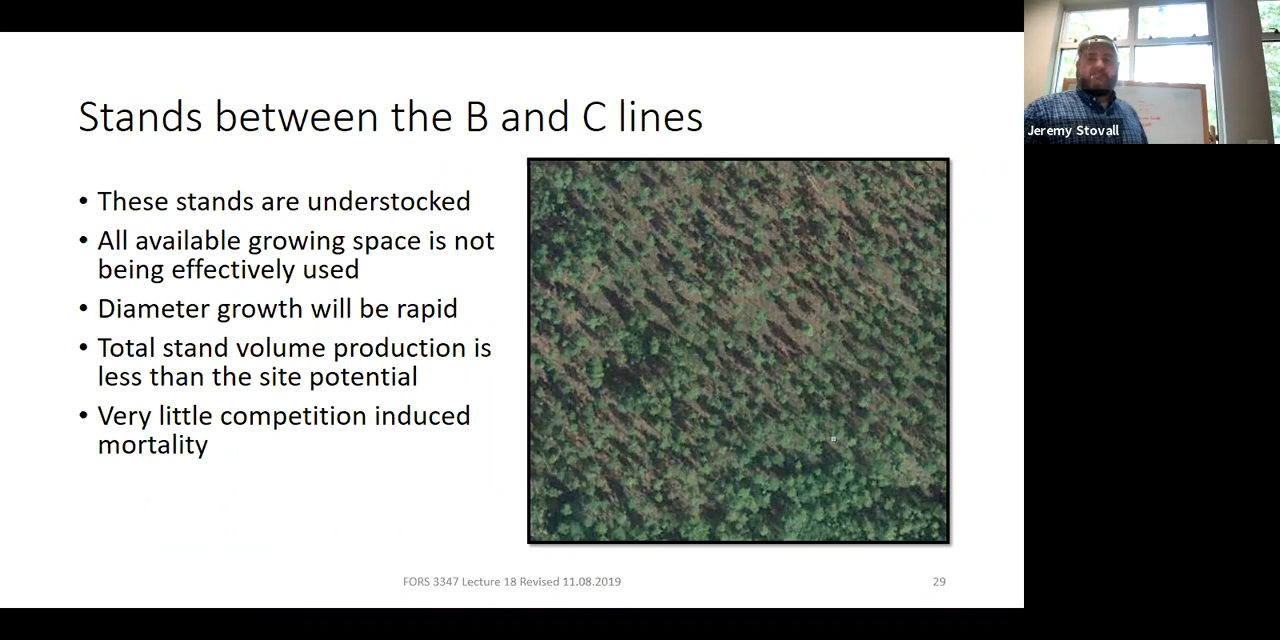 Stands between the B and C lines
• These stands are understocked
• All available growing space is not
being effectively used
• Diameter growth will be rapid
• Total stand volume production is
less than the site potential
• Very little competition induced
mortality
FORS 3347 Lecture 18 Revised 11.08.2019
29
Jeremy Stovall